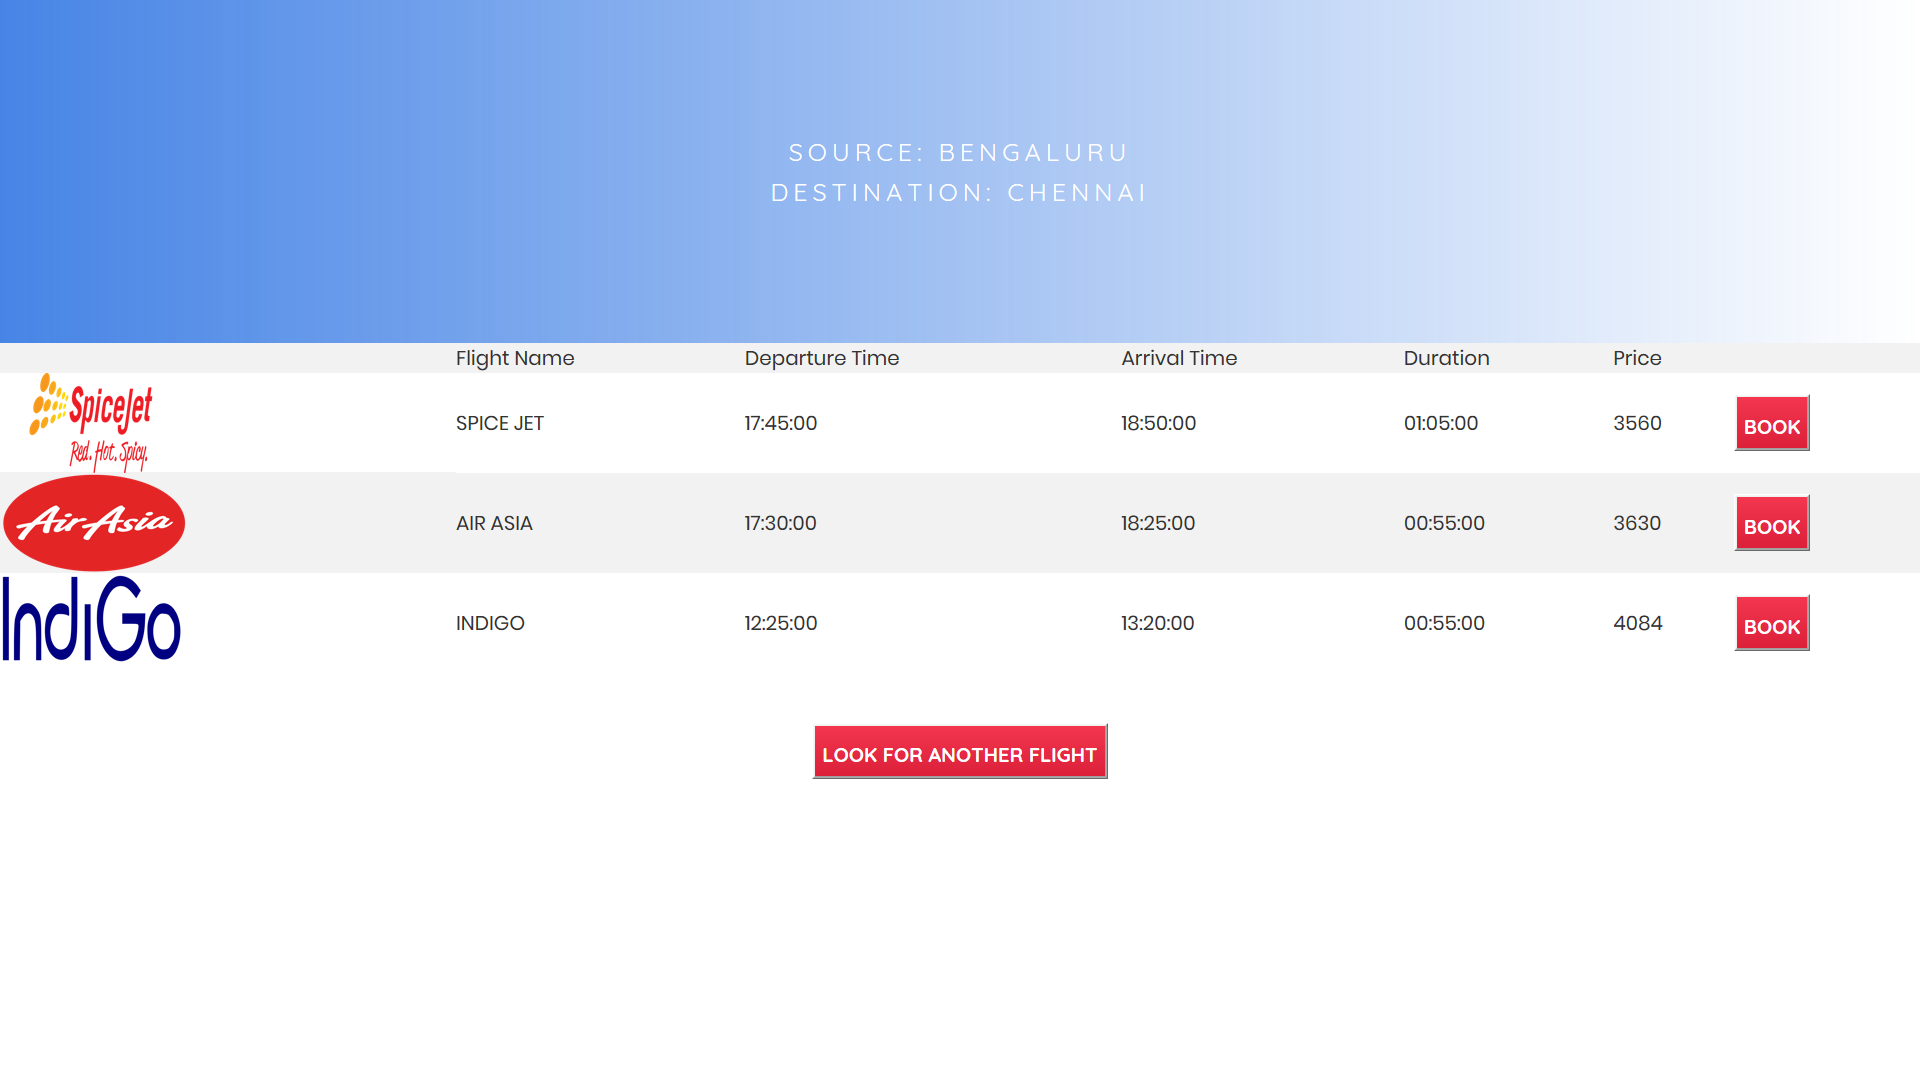 SOURCE: BENGALURU
DESTINATION: CHENNAI
Flight Name Departure Time Arrival Time Duration Price
SpiceJet
Red. Hot. Spicy.
SPICE JET 17:45:00 18:50:00 01:05:00 3560 BOOK
AirAsia
AIR ASIA 17:30:00 18:25:00 00:55:00 3630 BOOK
IndiGo
INDIGO 12:25:00 13:20:00 00:55:00 4084 BOOK
LOOK FOR ANOTHER FLIGHT